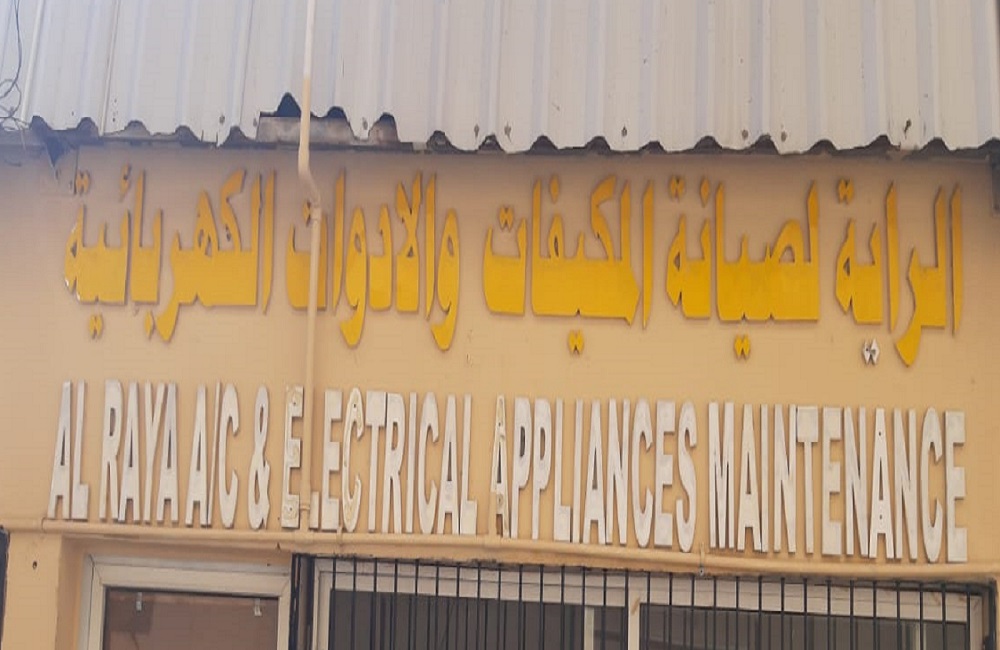 الراية لصيانة المكيفات والادوات الكهربائية
AL RAYA A/C & ELECTRICAL APPLIANCES MAINTENANCE